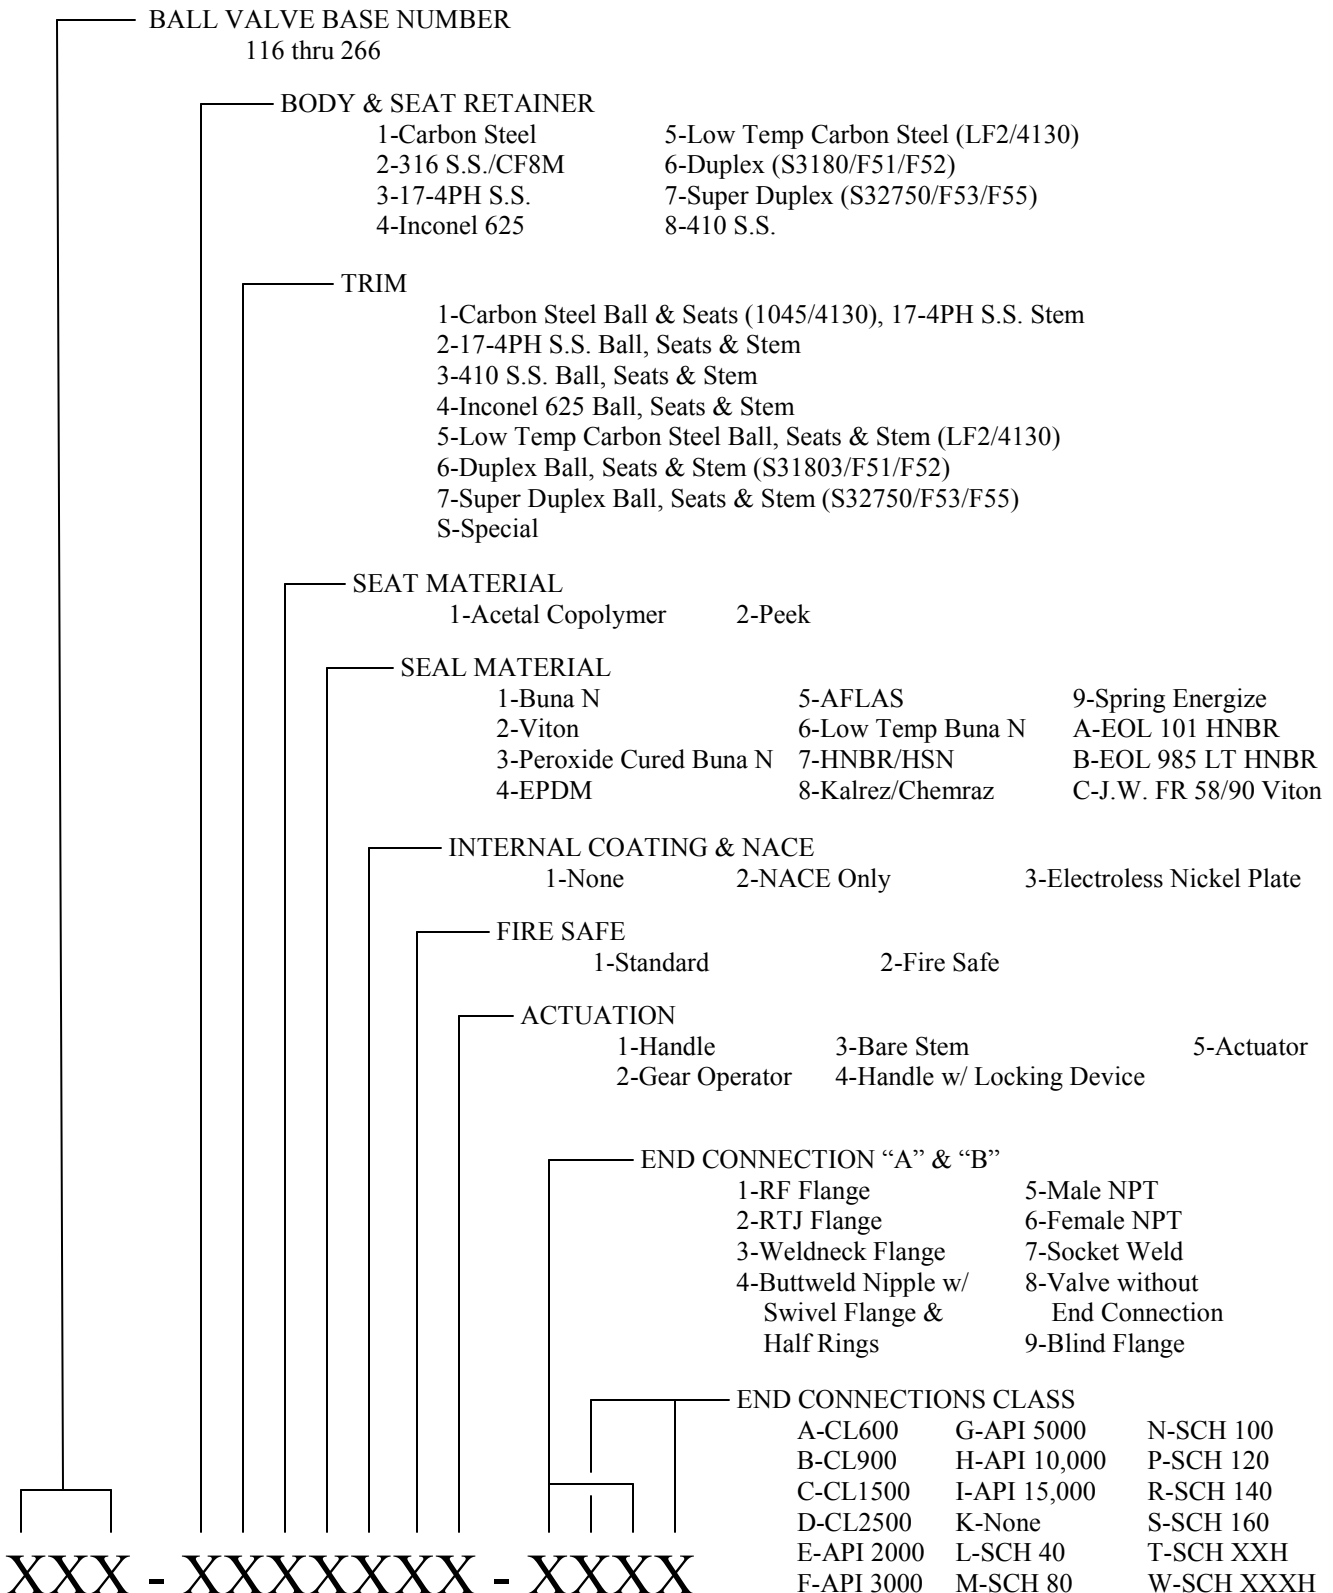 BALL VALVE BASE NUMBER
116 thru 266
BODY & SEAT RETAINER
1-Carbon Steel 5-Low Temp Carbon Steel (LF2/4130)
2-316 S.S./CF8M 6-Duplex (S3180/F51/F52)
3-17-4PH S.S. 7-Super Duplex (S32750/F53/F55)
4-Inconel 625 8-410 S.S.
TRIM
1-Carbon Steel Ball & Seats (1045/4130), 17-4PH S.S. Stem
2-17-4PH S.S. Ball, Seats & Stem
3-410 S.S. Ball, Seats & Stem
4-Inconel 625 Ball, Seats & Stem
5-Low Temp Carbon Steel Ball, Seats & Stem (LF2/4130)
6-Duplex Ball, Seats & Stem (S31803/F51/F52)
7-Super Duplex Ball, Seats & Stem (S32750/F53/F55)
S-Special
SEAT MATERIAL
1-Acetal Copolymer 2-Peek
SEAL MATERIAL
1-Buna N 5-AFLAS 9-Spring Energize
2-Viton 6-Low Temp Buna N A-EOL 101 HNBR
3-Peroxide Cured Buna N 7-HNBR/HSN B-EOL 985 LT HNBR
4-EPDM 8-Kalrez/Chemraz C-J.W. FR 58/90 Viton
INTERNAL COATING & NACE
1-None 2-NACE Only 3-Electroless Nickel Plate
FIRE SAFE
1-Standard 2-Fire Safe
ACTUATION
1-Handle 3-Bare Stem 5-Actuator
2-Gear Operator 4-Handle w/ Locking Device
END CONNECTION “A” & “B”
1-RF Flange 5-Male NPT
2-RTJ Flange 6-Female NPT
3-Weldneck Flange 7-Socket Weld
4-Buttweld Nipple w/ 8-Valve without
Swivel Flange & End Connection
Half Rings 9-Blind Flange
END CONNECTIONS CLASS
A-CL600 G-API 5000 N-SCH 100
B-CL900 H-API 10,000 P-SCH 120
C-CL1500 I-API 15,000 R-SCH 140
D-CL2500 K-None S-SCH 160
E-API 2000 L-SCH 40 T-SCH XXH
F-API 3000 M-SCH 80 W-SCH XXXH
XXX - XXXXXXX - XXXX